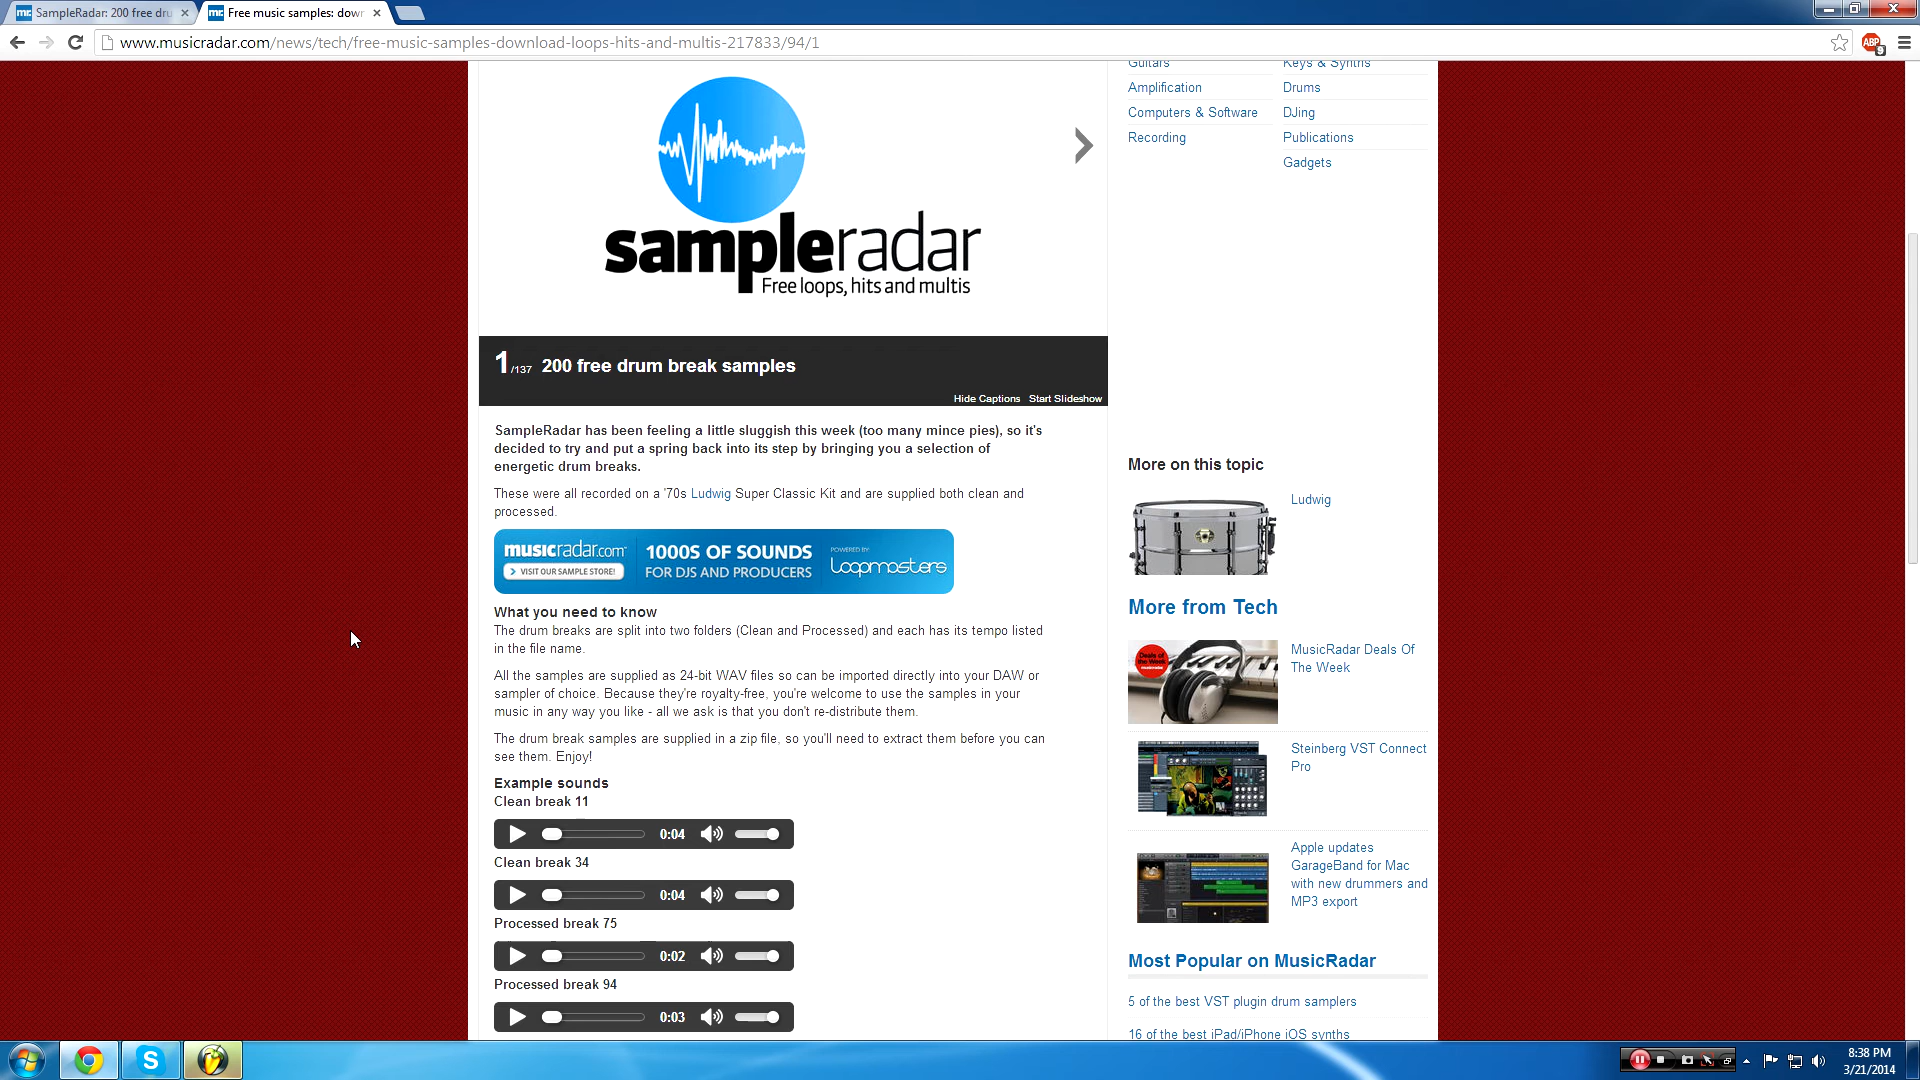 SampleRadar: 200 free dru
Free music samples: dow
www.musicradar.com/news/tech/free-music-samples-download-loops-hits-and-multis-217833/94/1
ABP
9
sampleradar
Free loops, hits and multis
1/137 200 free drum break samples
Hide Captions Start Slideshow
SampleRadar has been feeling a little sluggish this week (too many mince pies), so it's
decided to try and put a spring back into its step by bringing you a selection of
energetic drum breaks.
These were all recorded on a '70s Ludwig Super Classic Kit and are supplied both clean and
processed.
musicradar.com
VISIT OUR SAMPLE STORE!
1000S OF SOUNDS
FOR DJS AND PRODUCERS
POWERED BY:
Loopmasters
What you need to know
The drum breaks are split into two folders (Clean and Processed) and each has its tempo listed
in the file name.
All the samples are supplied as 24-bit WAV files so can be imported directly into your DAW or
sampler of choice. Because they're royalty-free, you're welcome to use the samples in your
music in any way you like - all we ask is that you don't re-distribute them.
The drum break samples are supplied in a zip file, so you'll need to extract them before you can
see them. Enjoy!
Example sounds
Clean break 11
0:04
Clean break 34
0:04
Processed break 75
0:02
Processed break 94
0:03
Guitars
Keys & Synths
Amplification
Drums
Computers & Software
DJing
Recording
Publications
Gadgets
More on this topic
Ludwig
More from Tech
Deals of
the Week
musicradar
MusicRadar Deals Of
The Week
Steinberg VST Connect
Pro
Apple updates
GarageBand for Mac
with new drummers and
MP3 export
Most Popular on MusicRadar
5 of the best VST plugin drum samplers
16 of the best iPad/iPhone iOS synths
8:38 PM
3/21/2014